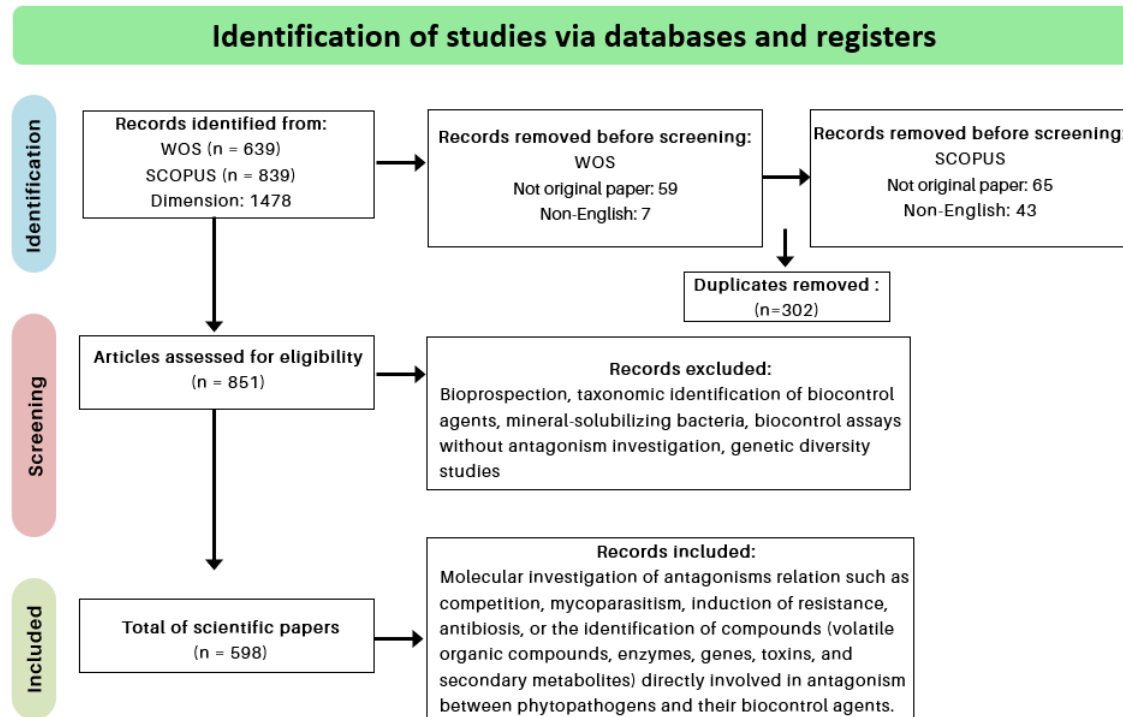 Identification of studies via databases and registers
Identification
Records identified from:
WOS (n = 639)
SCOPUS (n = 839)
Dimension: 1478
Records removed before screening:
WOS
Not original paper: 59
Non-English: 7
Records removed before screening:
SCOPUS
Not original paper: 65
Non-English: 43
Duplicates removed :
(n=302)
Screening
Articles assessed for eligibility
(n = 851)
Records excluded:
Bioprospection, taxonomic identification of biocontrol
agents, mineral-solubilizing bacteria, biocontrol assays
without antagonism investigation, genetic diversity
studies
Included
Total of scientific papers
(n = 598)
Records included:
Molecular investigation of antagonisms relation such as
competition, mycoparasitism, induction of resistance,
antibiosis, or the identification of compounds (volatile
organic compounds, enzymes, genes, toxins, and
secondary metabolites) directly involved in antagonism
between phytopathogens and their biocontrol agents.